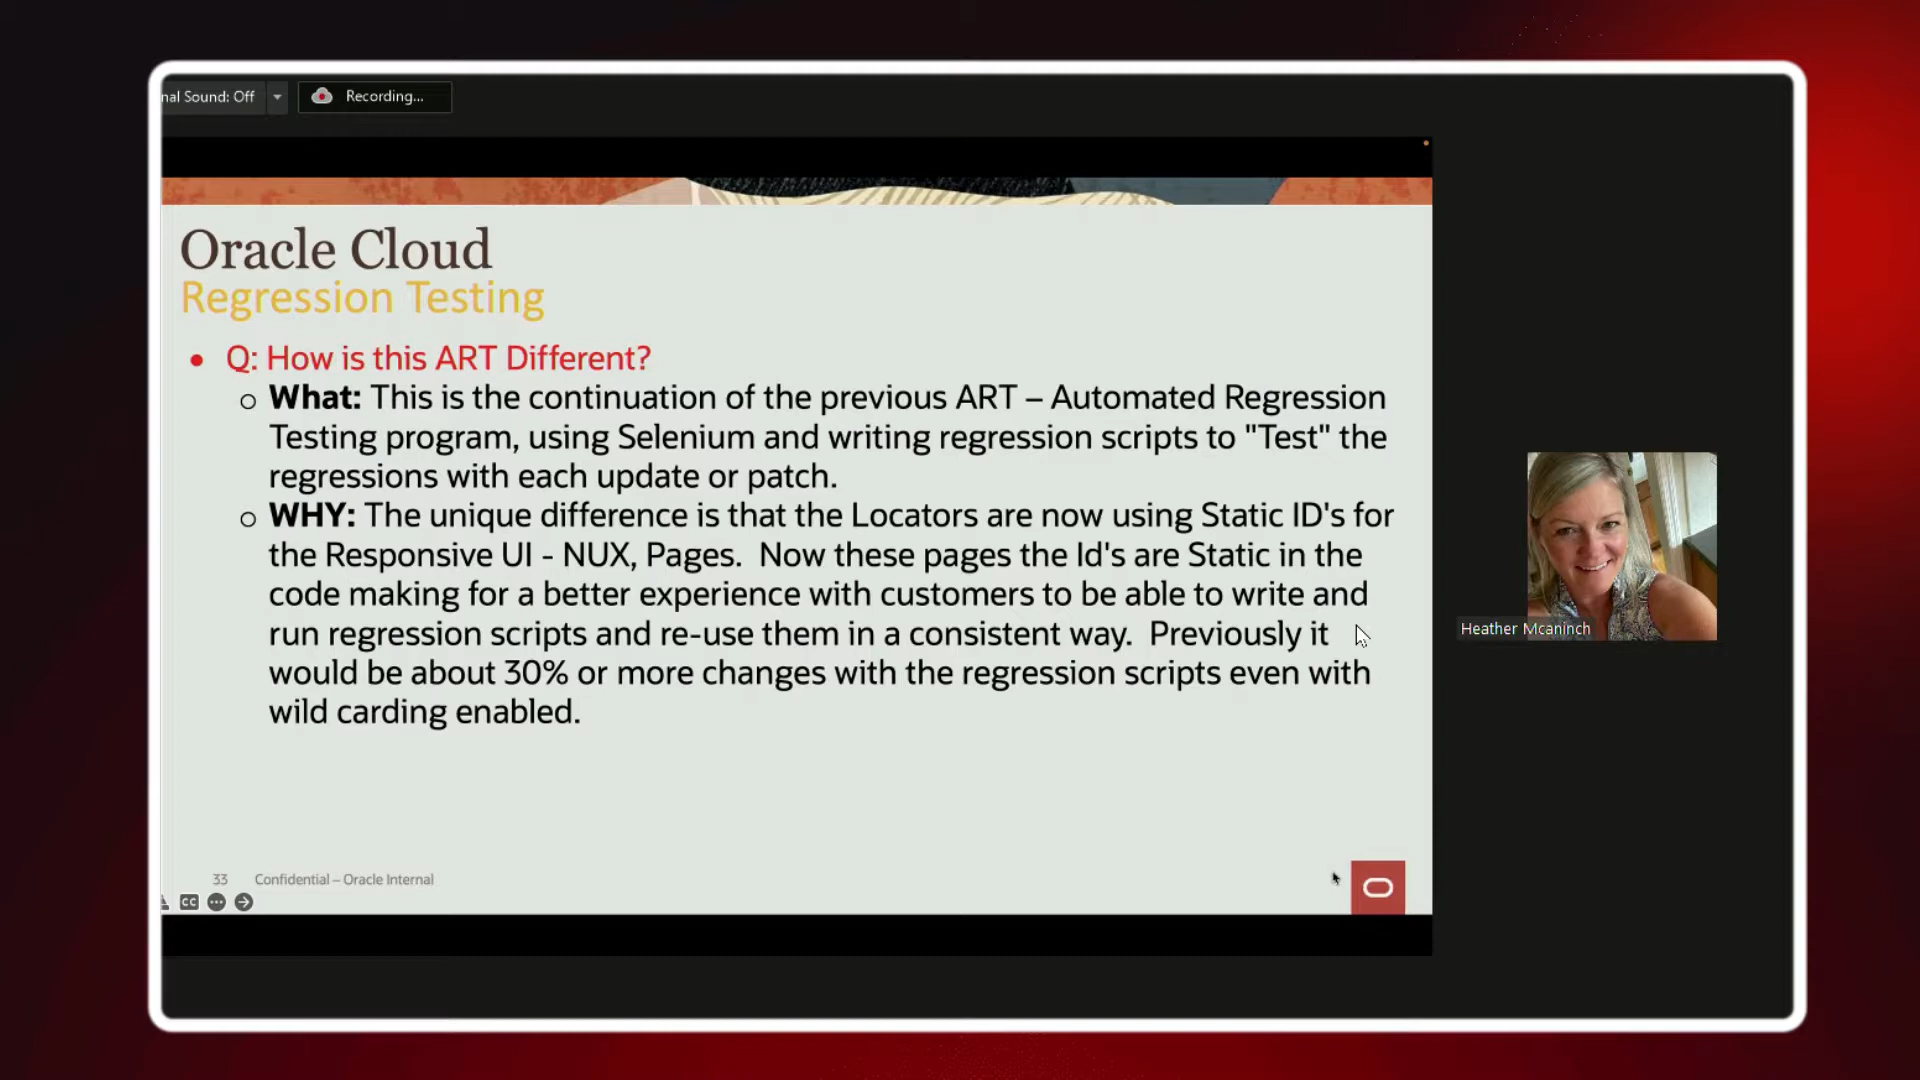 nal Sound: Off
Recording...
Oracle Cloud
Regression Testing
• Q: How is this ART Different?
o What: This is the continuation of the previous ART – Automated Regression
Testing program, using Selenium and writing regression scripts to "Test" the
regressions with each update or patch.
o WHY: The unique difference is that the Locators are now using Static ID's for
the Responsive UI - NUX, Pages.  Now these pages the Id's are Static in the
code making for a better experience with customers to be able to write and
run regression scripts and re-use them in a consistent way.  Previously it
would be about 30% or more changes with the regression scripts even with
wild carding enabled.
Heather Mcaninch
33 Confidential – Oracle Internal
CC